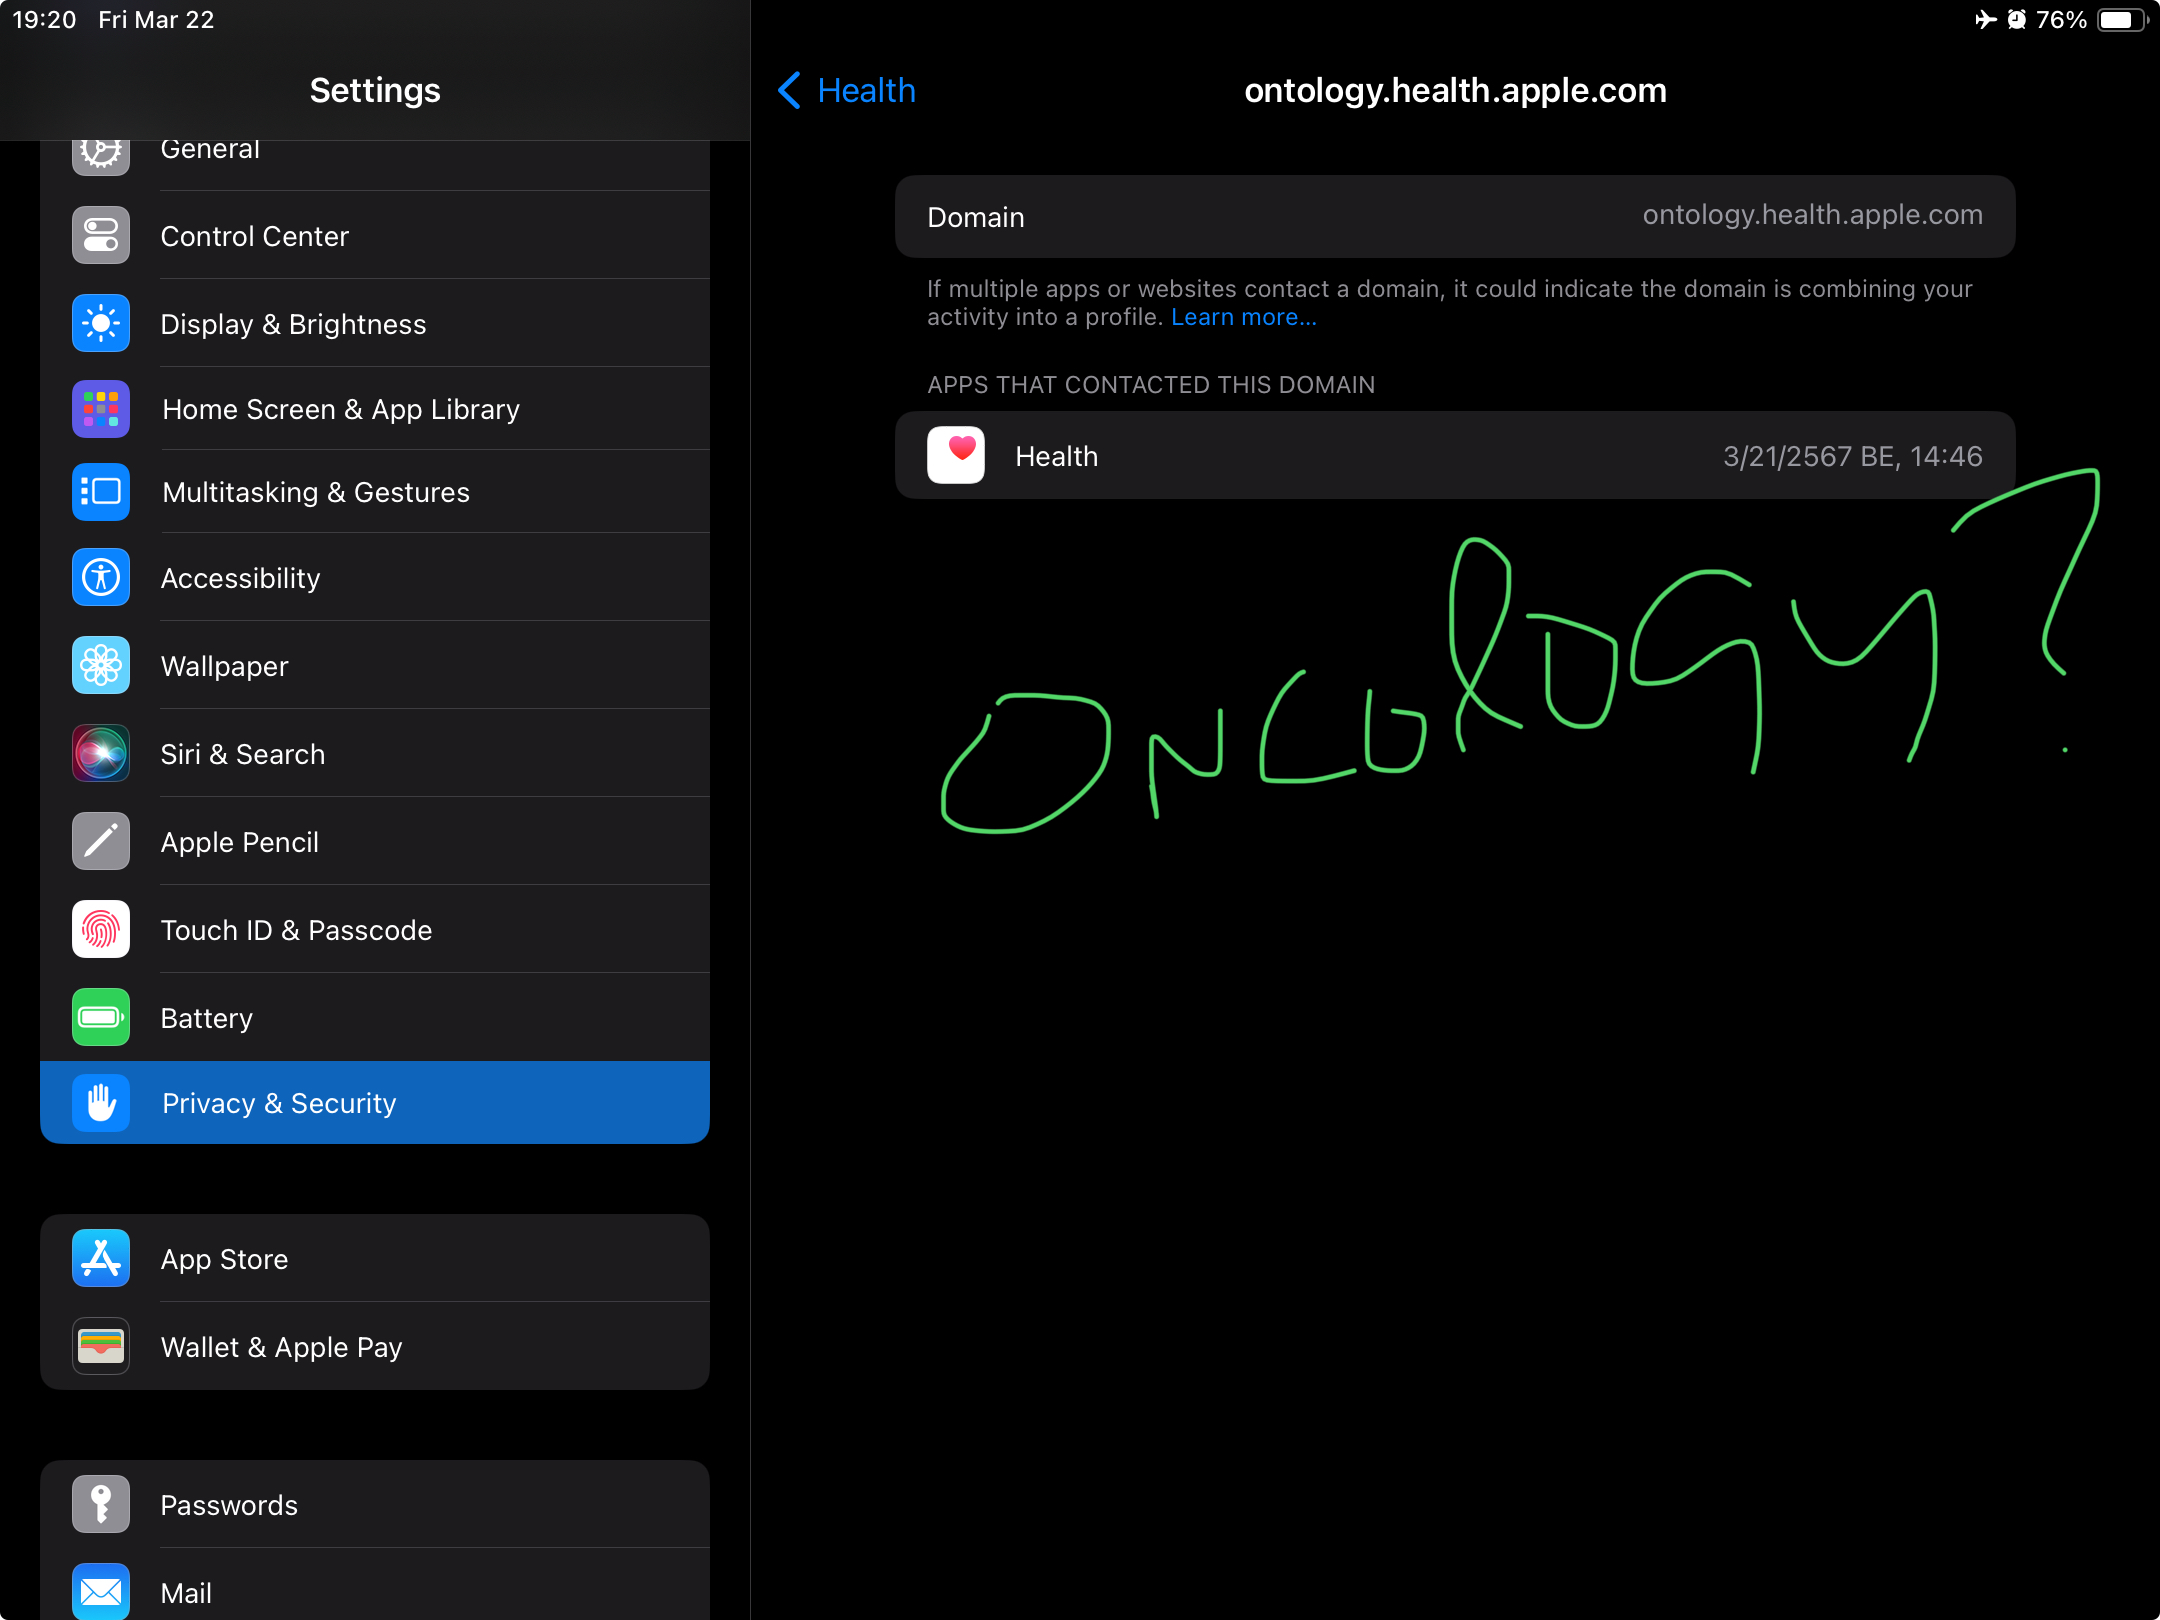 19:20 Fri Mar 22
76%
Settings
General
Control Center
Display & Brightness
Home Screen & App Library
Multitasking & Gestures
Accessibility
Wallpaper
Siri & Search
Apple Pencil
Touch ID & Passcode
Battery
Privacy & Security
App Store
Wallet & Apple Pay
Passwords
Mail
Health
ontology.health.apple.com
Domain ontology.health.apple.com
If multiple apps or websites contact a domain, it could indicate the domain is combining your
activity into a profile. Learn more...
APPS THAT CONTACTED THIS DOMAIN
Health 3/21/2567 BE, 14:46
Oncology?